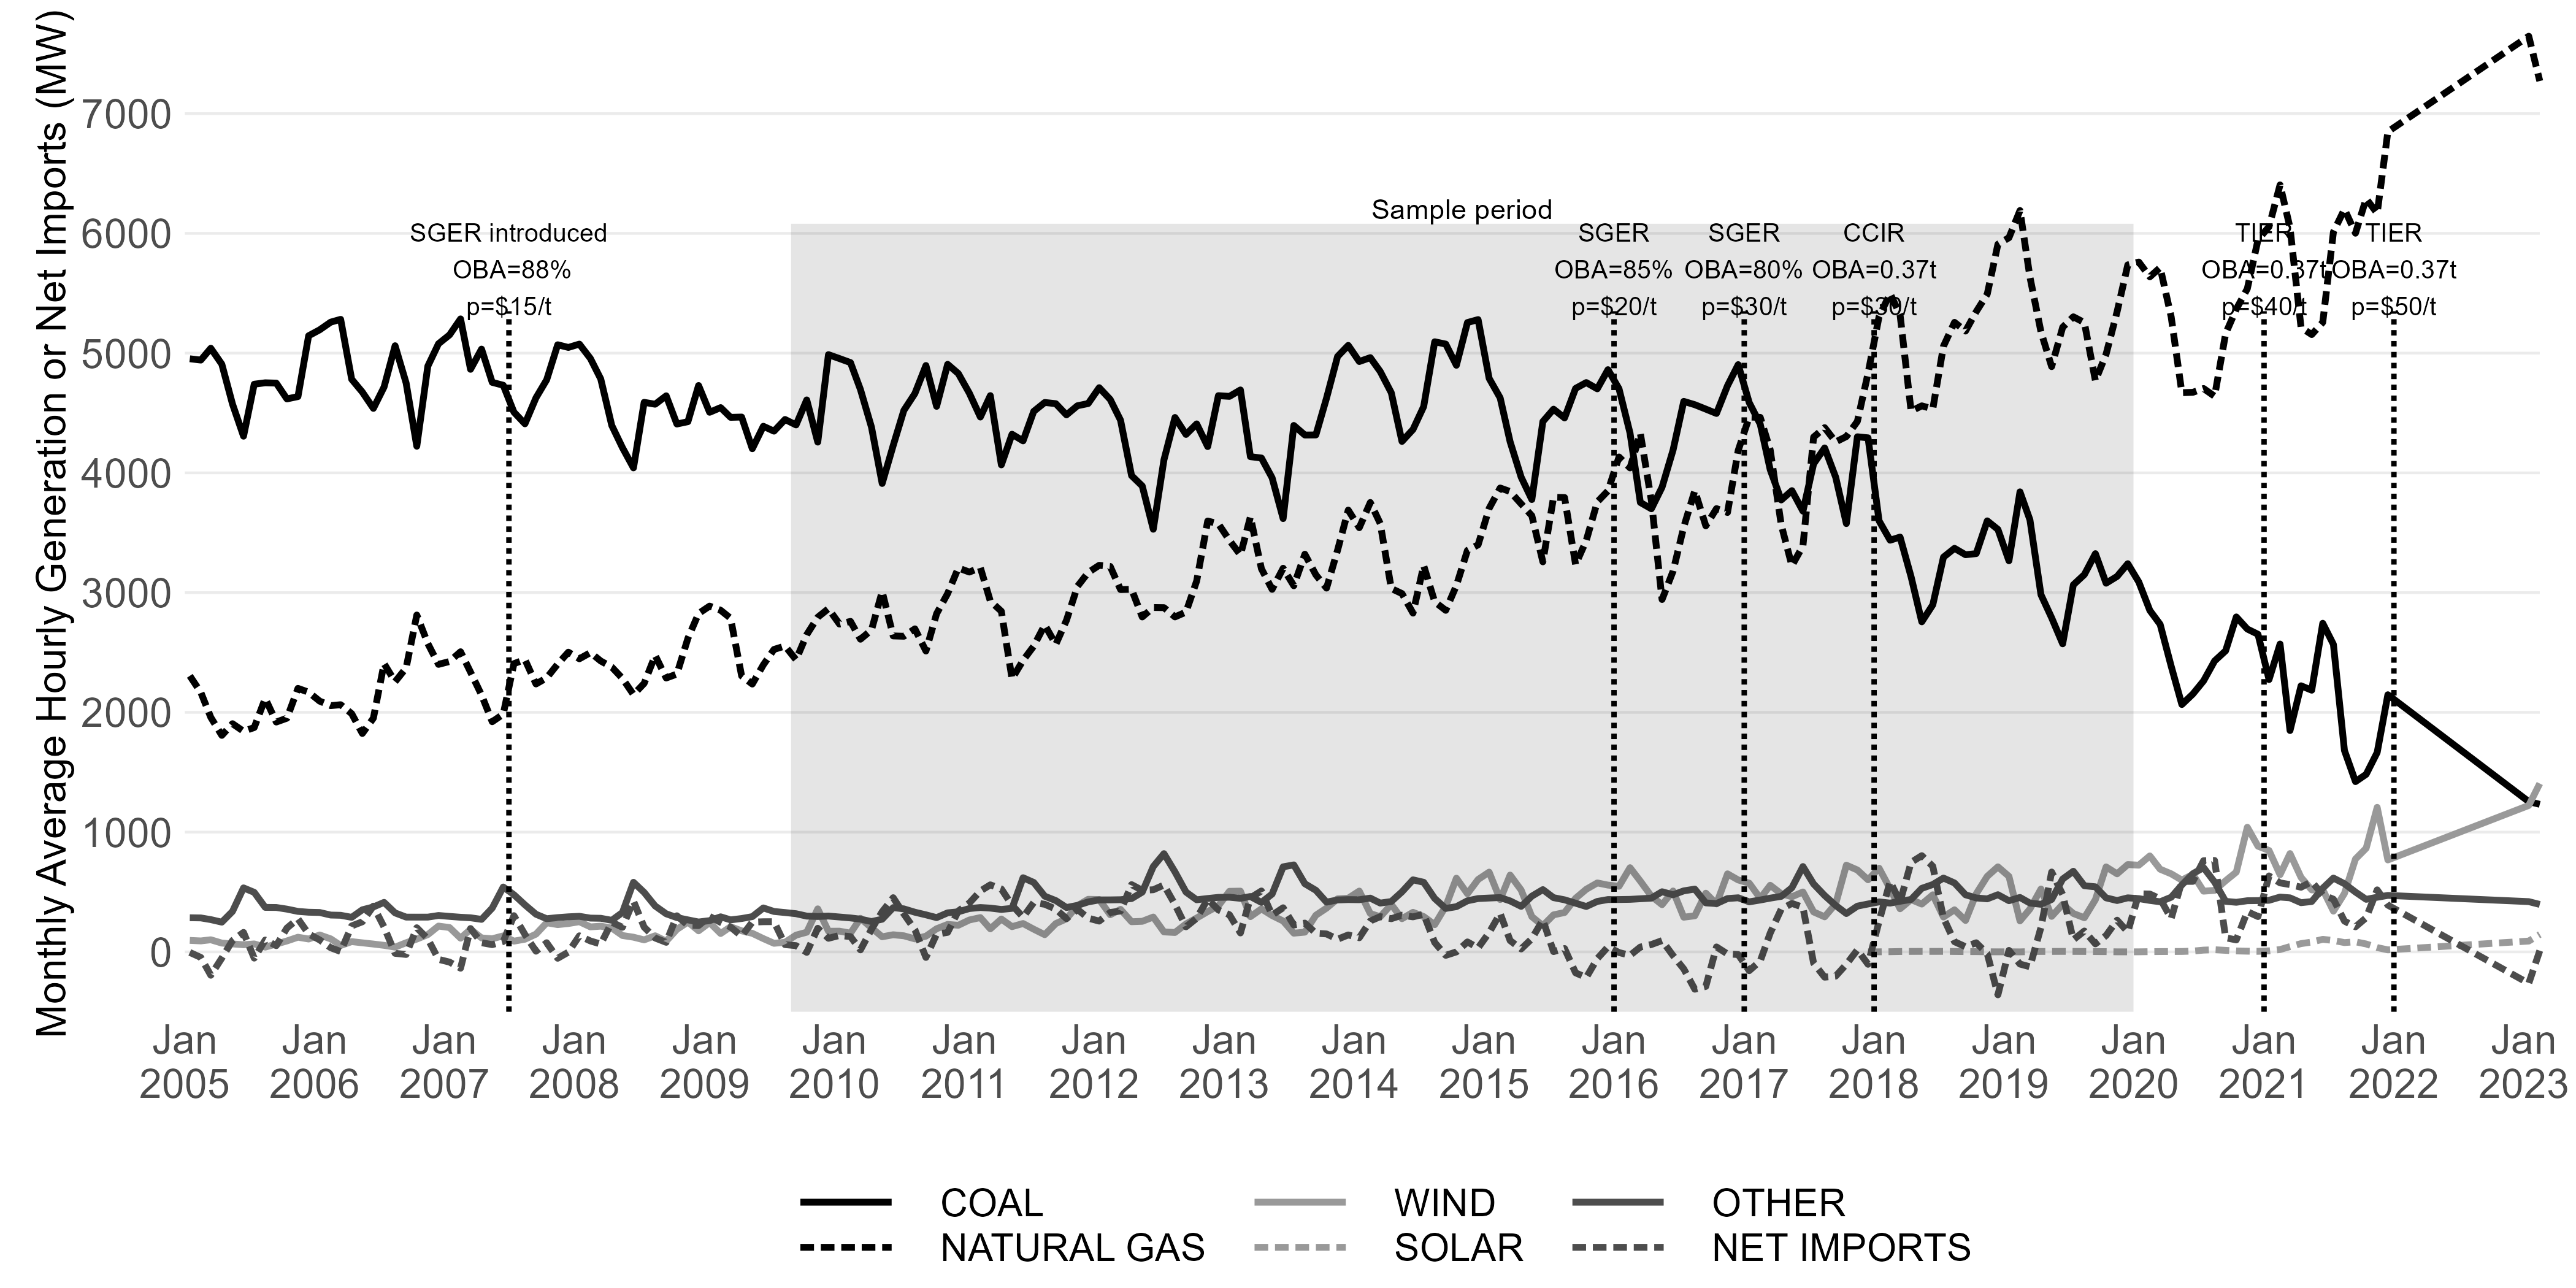 Monthly Average Hourly Generation or Net Imports (MW)
7000
6000
5000
4000
3000
2000
1000
0
Sample period
SGER introduced
OBA=88%
p=$15/t
SGER
OBA=85%
p=$20/t
SGER
OBA=80%
p=$30/t
CCIR
OBA=0.37t
p=$30/t
TIER
OBA=0.37t
p=$40/t
TIER
OBA=0.37t
p=$50/t
Jan
2005
Jan
2006
Jan
2007
Jan
2008
Jan
2009
Jan
2010
Jan
2011
Jan
2012
Jan
2013
Jan
2014
Jan
2015
Jan
2016
Jan
2017
Jan
2018
Jan
2019
Jan
2020
Jan
2021
Jan
2022
Jan
2023
COAL
NATURAL GAS
WIND
SOLAR
OTHER
NET IMPORTS